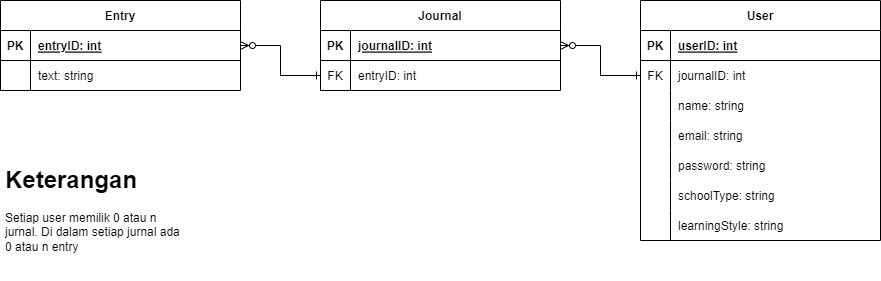 Entry
PK entryID: int
text: string
Journal
PK journalID: int
FK entryID: int
User
PK userID: int
FK journalID: int
name: string
email: string
password: string
schoolType: string
learningStyle: string
Keterangan
Setiap user memilik 0 atau n
jurnal. Di dalam setiap jurnal ada
0 atau n entry